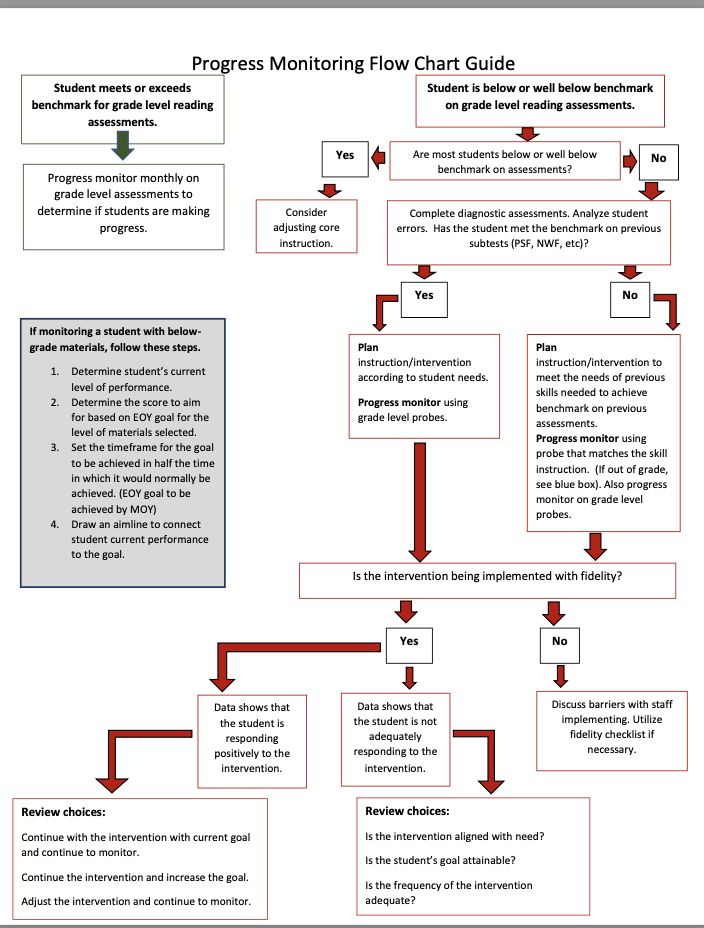 Progress Monitoring Flow Chart Guide
Student meets or exceeds
benchmark for grade level reading
assessments.
Progress monitor monthly on
grade level assessments to
determine if students are making
progress.
Student is below or well below benchmark
on grade level reading assessments.
Are most students below or well below
benchmark on assessments?
Yes
No
Consider
adjusting core
instruction.
Complete diagnostic assessments. Analyze student
errors.  Has the student met the benchmark on previous
subtests (PSF, NWF, etc)?
Yes
No
Plan
instruction/intervention
according to student needs.
Progress monitor using
grade level probes.
Plan
instruction/intervention to
meet the needs of previous
skills needed to achieve
benchmark on previous
assessments.
Progress monitor using
probe that matches the skill
instruction.  (If out of grade,
see blue box). Also progress
monitor on grade level
probes.
If monitoring a student with below-
grade materials, follow these steps.
1. Determine student's current
level of performance.
2. Determine the score to aim
for based on EOY goal for the
level of materials selected.
3. Set the timeframe for the goal
to be achieved in half the time
in which it would normally be
achieved. (EOY goal to be
achieved by MOY)
4. Draw an aimline to connect
student current performance
to the goal.
Is the intervention being implemented with fidelity?
Yes
No
Data shows that
the student is
responding
positively to the
intervention.
Data shows that
the student is not
adequately
responding to the
intervention.
Discuss barriers with staff
implementing. Utilize
fidelity checklist if
necessary.
Review choices:
Continue with the intervention with current goal
and continue to monitor.
Continue the intervention and increase the goal.
Adjust the intervention and continue to monitor.
Review choices:
Is the intervention aligned with need?
Is the student's goal attainable?
Is the frequency of the intervention
adequate?